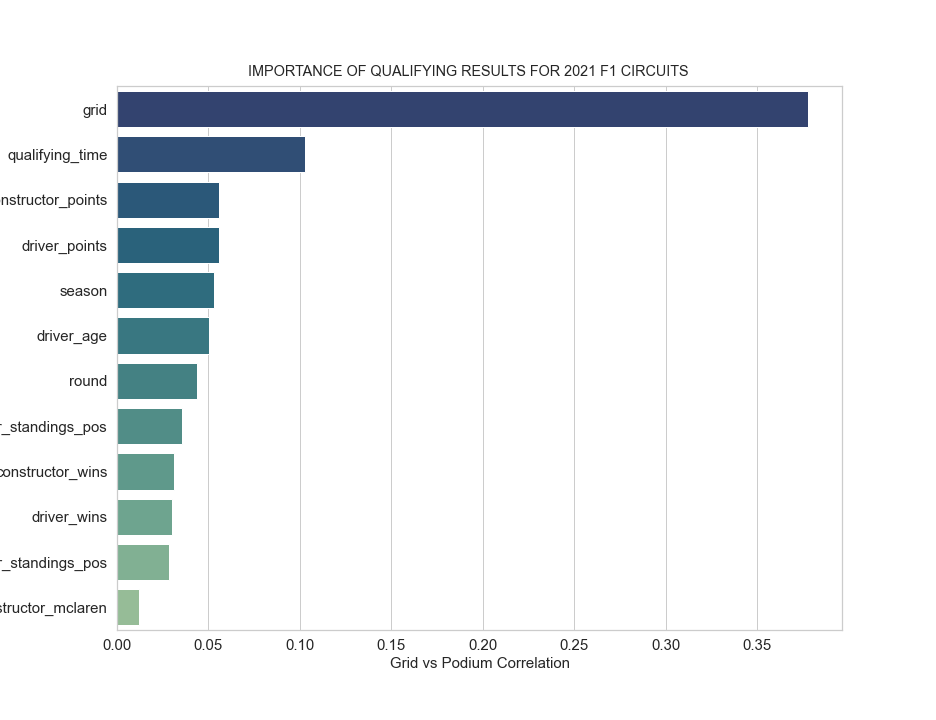 IMPORTANCE OF QUALIFYING RESULTS FOR 2021 F1 CIRCUITS
grid
qualifying_time
nstructor_points
driver_points
season
driver_age
round
r_standings_pos
constructor_wins
driver_wins
r_standings_pos
structor_mclaren
0.00 0.05 0.10 0.15 0.20 0.25 0.30 0.35
Grid vs Podium Correlation